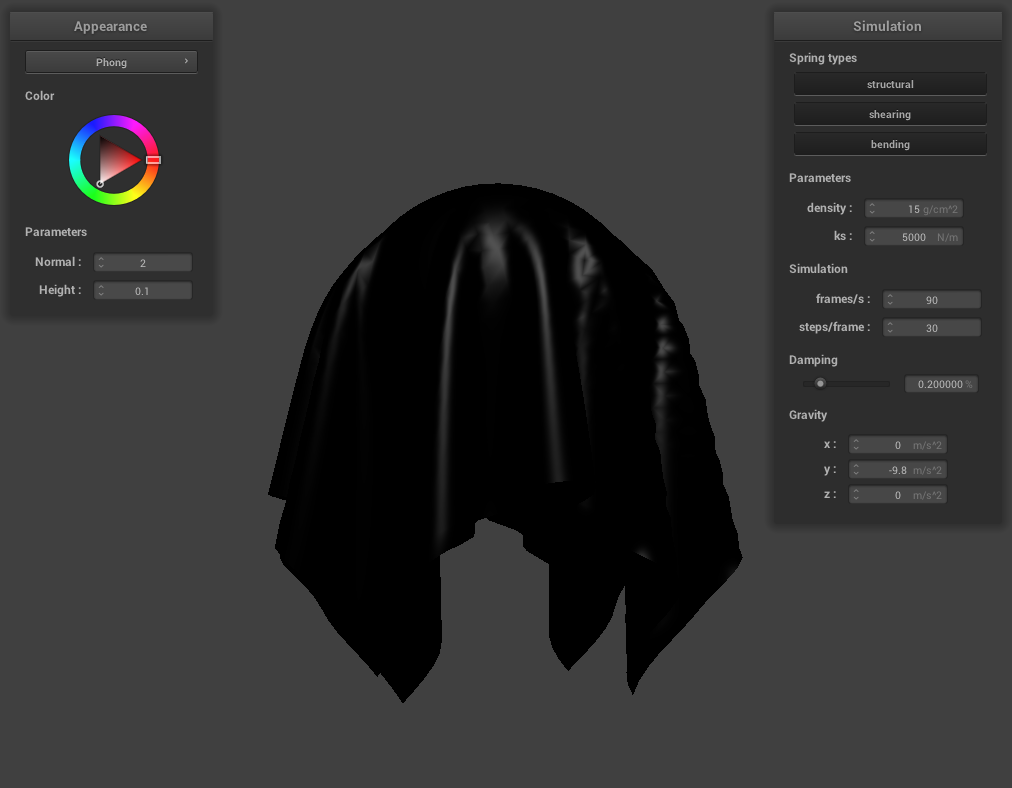 Appearance
Phong
Color
Parameters
Normal : 2
Height : 0.1
Simulation
Spring types
structural
shearing
bending
Parameters
density : 15 g/cm^2
ks : 5000 N/m
Simulation
frames/s : 90
steps/frame : 30
Damping
0.200000 %
Gravity
x : 0 m/s^2
y : -9.8 m/s^2
z : 0 m/s^2